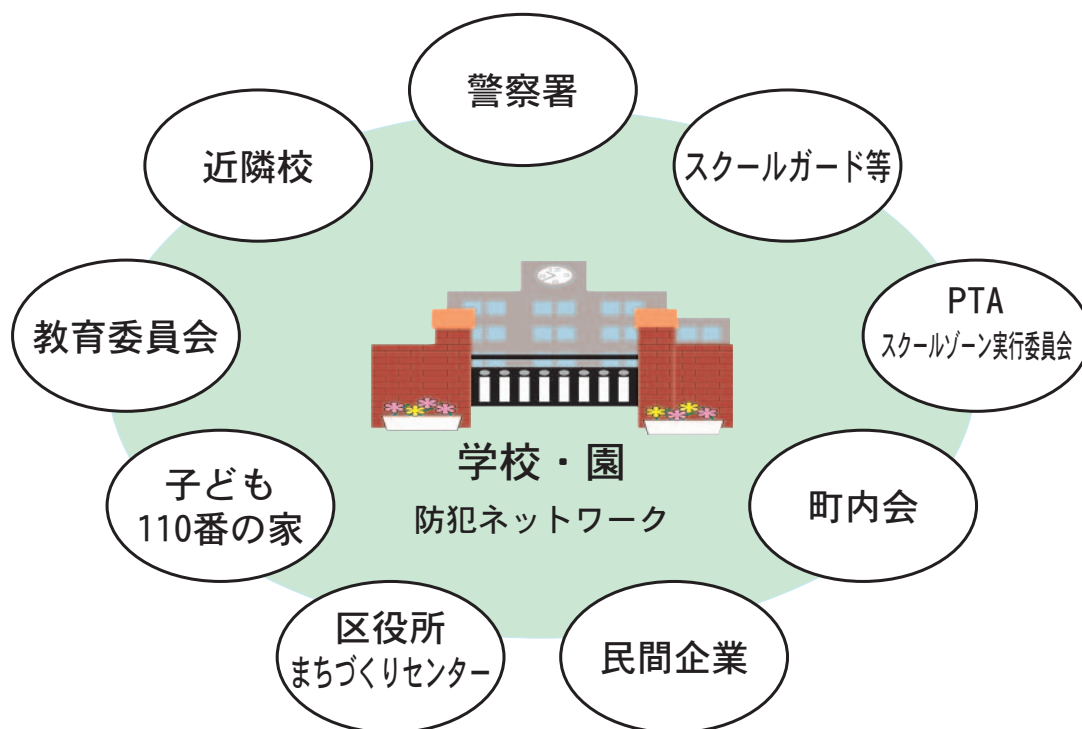 警察署
近隣校
スクールガード等
教育委員会
PTA
スクールゾーン実行委員会
学校・園
防犯ネットワーク
子ども
110番の家
町内会
区役所
まちづくりセンター
民間企業